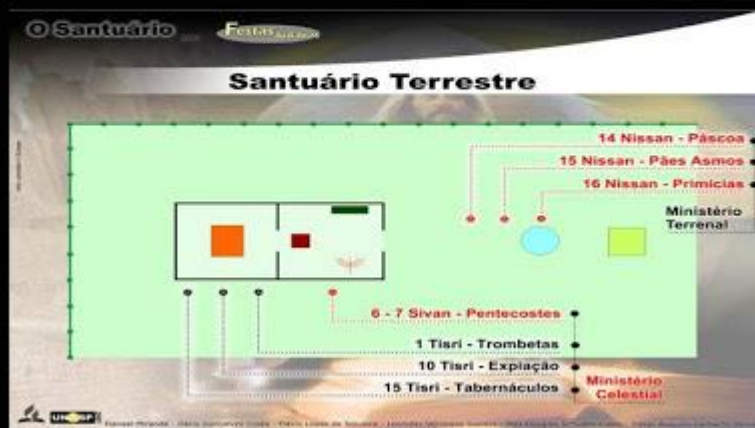 O Santuário ...
Festas
Santuário Terrestre
14 Nissan - Páscoa
15 Nissan - Pães Asmos
16 Nissan - Primícias
Ministério
Terrenal
6 - 7 Sivan - Pentecostes
1 Tisri - Trombetas
10 Tisri - Expiação
15 Tisri - Tabernáculos
Ministério
Celestial